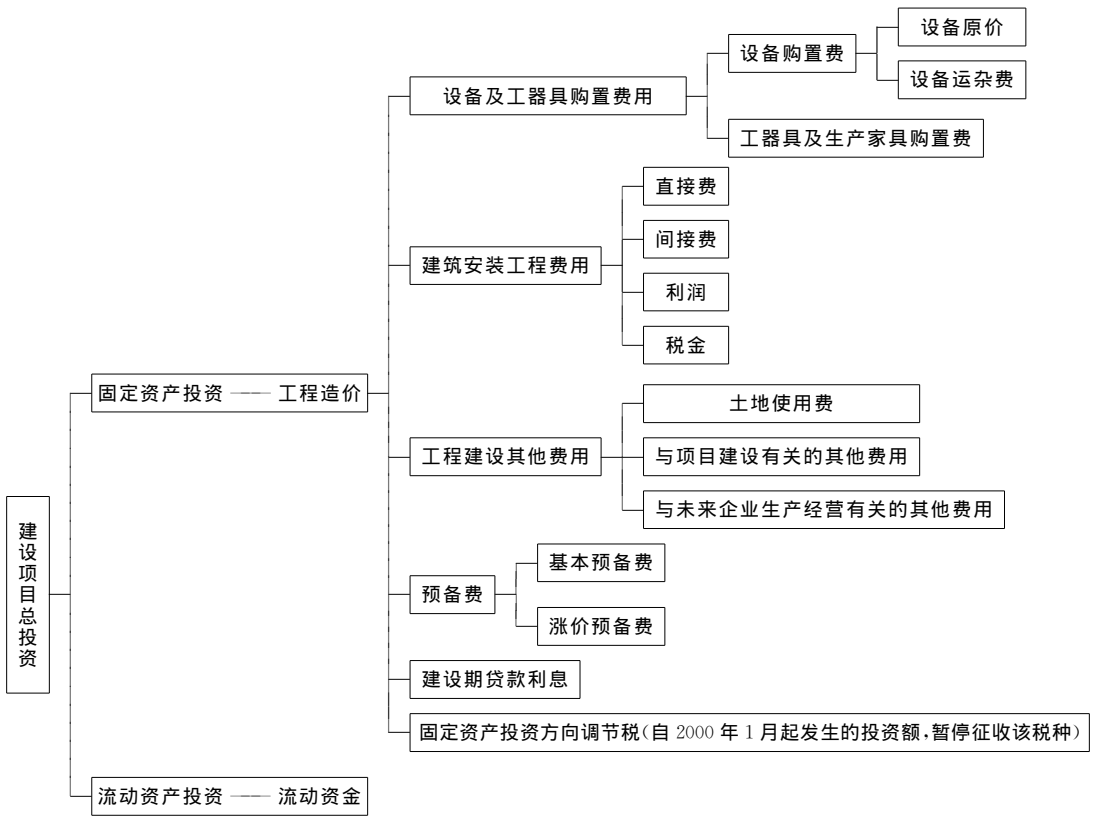 设备原价
设备购置费
设备运杂费
设备及工器具购置费用
工器具及生产家具购置费
直接费
间接费
建筑安装工程费用
利润
税金
固定资产投资——工程造价
土地使用费
工程建设其他费用
与项目建设有关的其他费用
与未来企业生产经营有关的其他费用
建设项目总投资
基本预备费
预备费
涨价预备费
建设期贷款利息
固定资产投资方向调节税(自2000年1月起发生的投资额,暂停征收该税种)
流动资产投资——流动资金